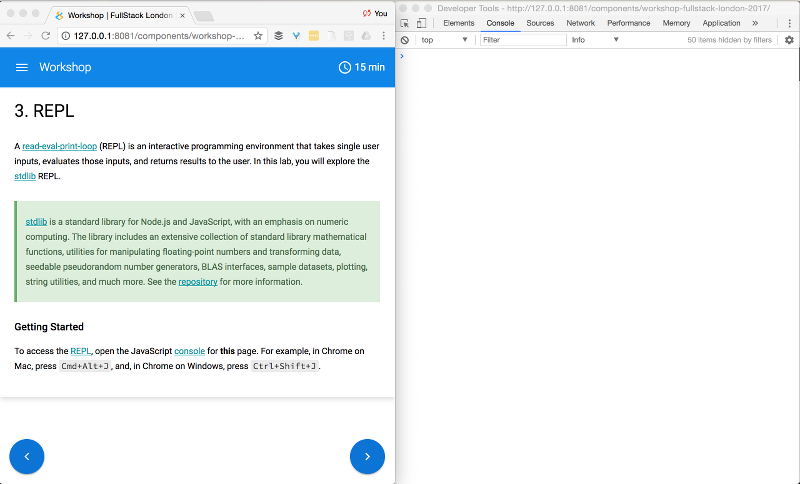 Workshop | FullStack London
You
127.0.0.1:8081/components/workshop-...
Workshop
15 min
3. REPL
A read-eval-print-loop (REPL) is an interactive programming environment that takes single user
inputs, evaluates those inputs, and returns results to the user. In this lab, you will explore the
stdlib REPL.
stdlib is a standard library for Node.js and JavaScript, with an emphasis on numeric
computing. The library includes an extensive collection of standard library mathematical
functions, utilities for manipulating floating-point numbers and transforming data,
seedable pseudorandom number generators, BLAS interfaces, sample datasets, plotting,
string utilities, and much more. See the repository for more information.
Getting Started
To access the REPL, open the JavaScript console for this page. For example, in Chrome on
Mac, press Cmd+Alt+J, and, in Chrome on Windows, press Ctrl+Shift+J.
Developer Tools - http://127.0.0.1:8081/components/workshop-fullstack-london-2017/
Elements Console Sources Network Performance Memory Application »
top Filter Info 50 items hidden by filters